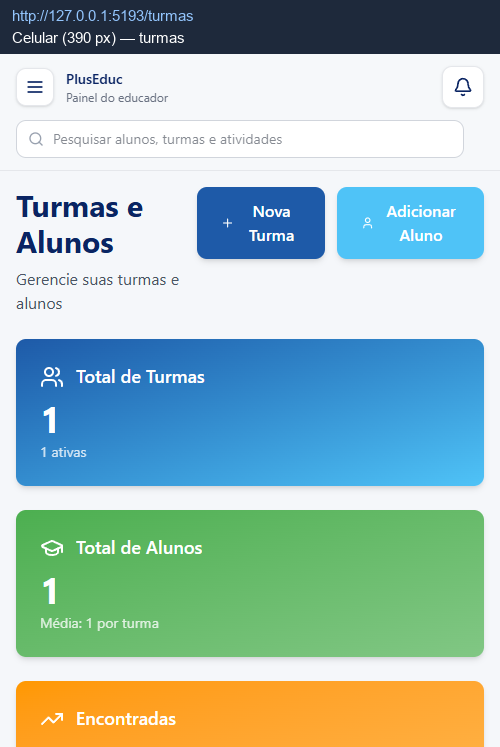 http://127.0.0.1:5193/turmas
Celular (390 px) — turmas
PlusEduc
Painel do educador
Pesquisar alunos, turmas e atividades
Turmas e
Alunos
Nova
Turma
Adicionar
Aluno
Gerencie suas turmas e
alunos
Total de Turmas
1
1 ativas
Total de Alunos
1
Média: 1 por turma
Encontradas